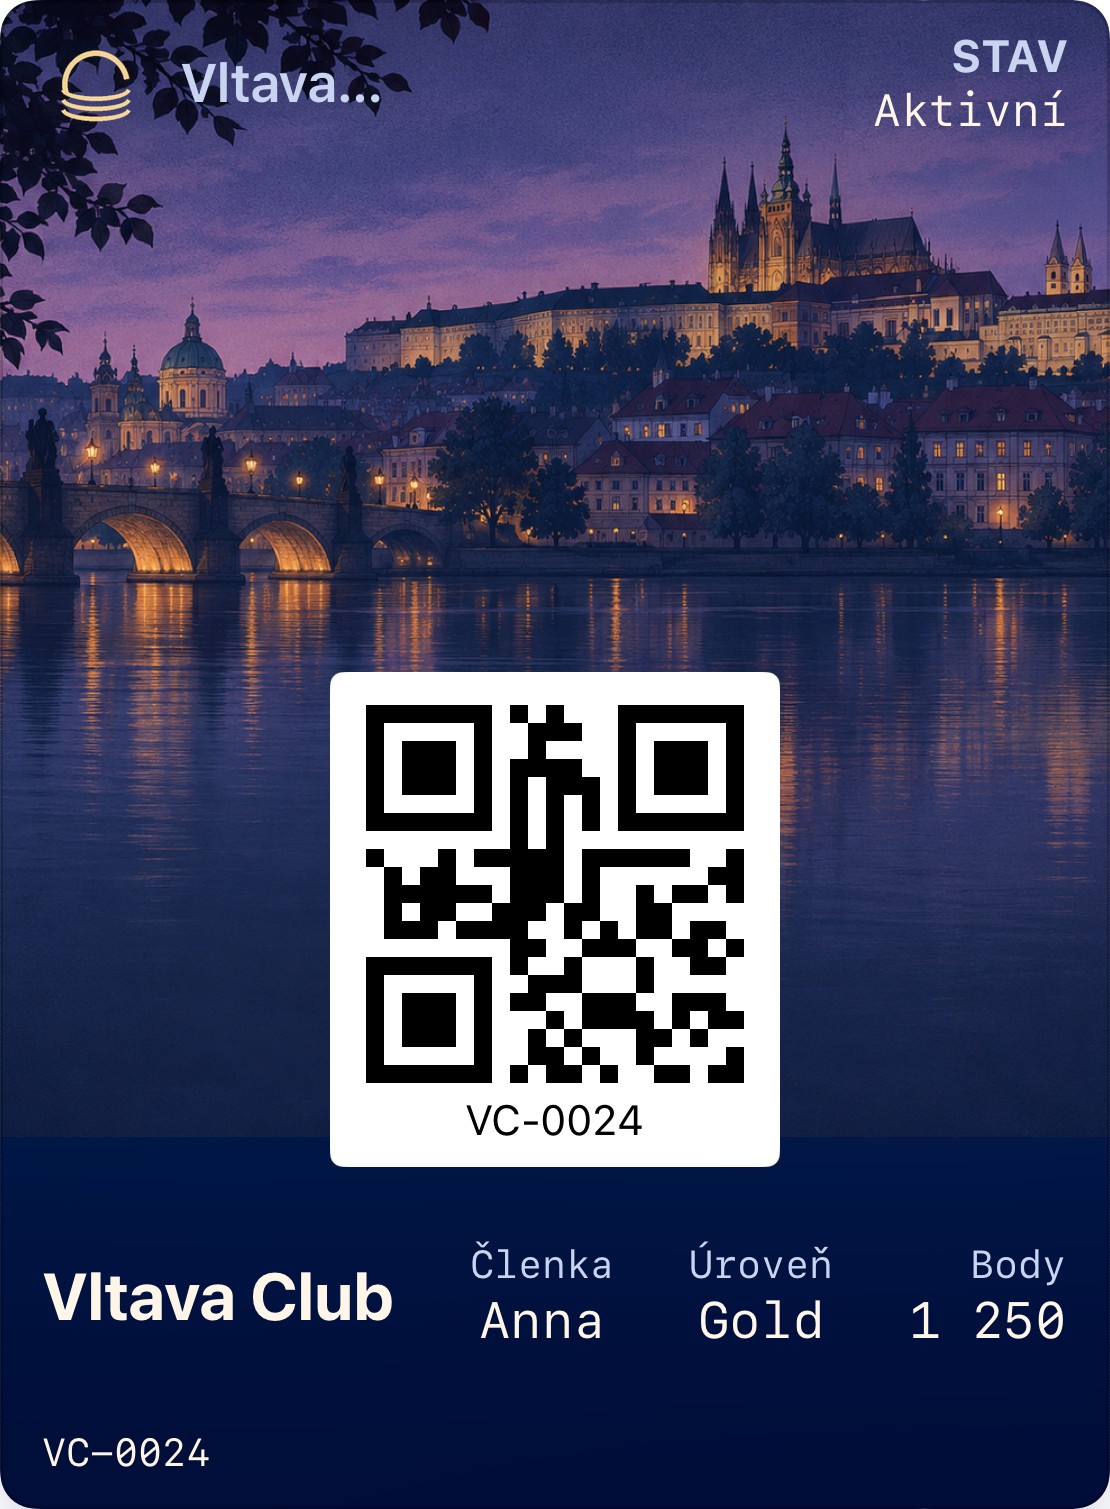 Vltava...
STAV
Aktivní
VC-0024
Vltava Club
Členka
Anna
Úroveň
Gold
Body
1 250
VC–0024